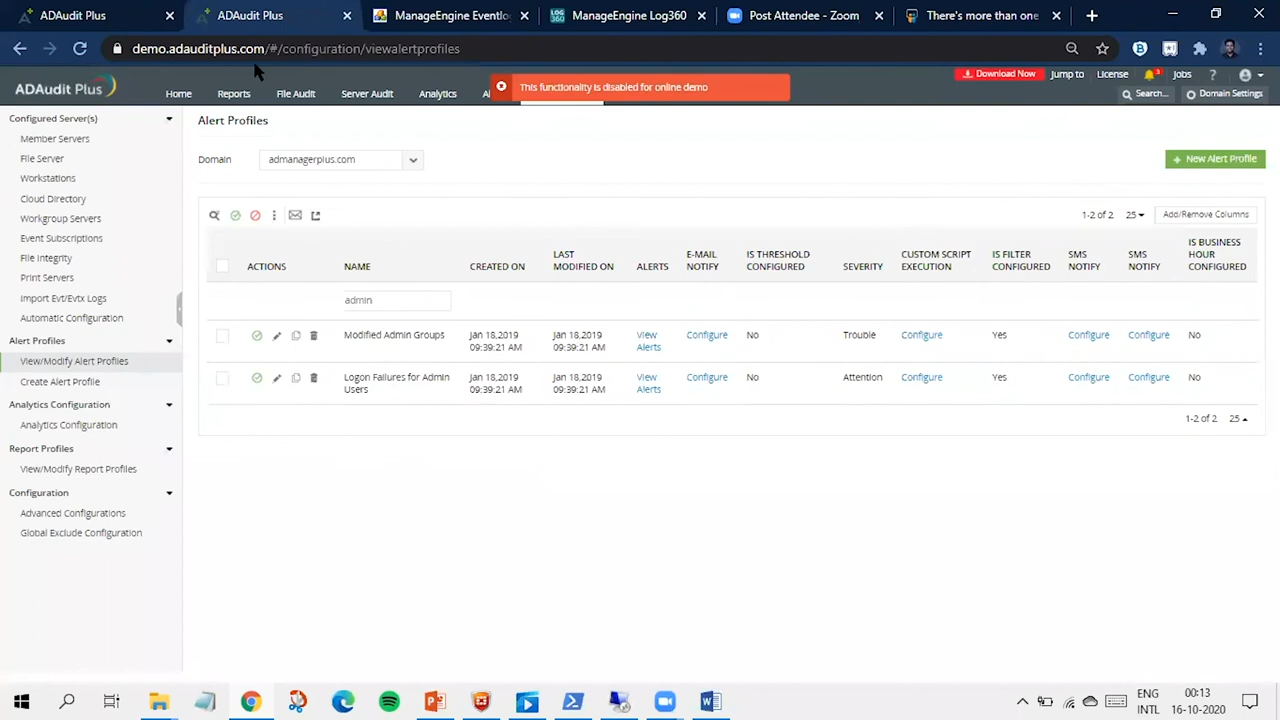 ADAudit Plus
ADAudit Plus
ManageEngine Eventlo
ManageEngine Log360
Post Attendee - Zoom
There's more than one
demo.adauditplus.com/#/configuration/viewalertprofiles
ADAudit Plus
Home
Reports
File Audit
Server Audit
Analytics
This functionality is disabled for online demo
Download Now
Jump to
License
3
Jobs
?
Search...
Domain Settings
Configured Server(s)
Member Servers
File Server
Workstations
Cloud Directory
Workgroup Servers
Event Subscriptions
File Integrity
Print Servers
Import Evt/Evtx Logs
Automatic Configuration
Alert Profiles
View/Modify Alert Profiles
Create Alert Profile
Analytics Configuration
Analytics Configuration
Report Profiles
View/Modify Report Profiles
Configuration
Advanced Configurations
Global Exclude Configuration
Alert Profiles
Domain
admanagerplus.com
New Alert Profile
1-2 of 2 25
Add/Remove Columns
ACTIONS
NAME
CREATED ON
LAST
MODIFIED ON
ALERTS
E-MAIL
NOTIFY
IS THRESHOLD
CONFIGURED
SEVERITY
CUSTOM SCRIPT
EXECUTION
IS FILTER
CONFIGURED
SMS
NOTIFY
SMS
NOTIFY
IS BUSINESS
HOUR
CONFIGURED
admin
Modified Admin Groups
Jan 18,2019
09:39:21 AM
Jan 18,2019
09:39:21 AM
View
Alerts
Configure
No
Trouble
Configure
Yes
Configure
Configure
No
Logon Failures for Admin
Users
Jan 18,2019
09:39:21 AM
Jan 18,2019
09:39:21 AM
View
Alerts
Configure
No
Attention
Configure
Yes
Configure
Configure
No
1-2 of 2 25
ENG
INTL
00:13
16-10-2020